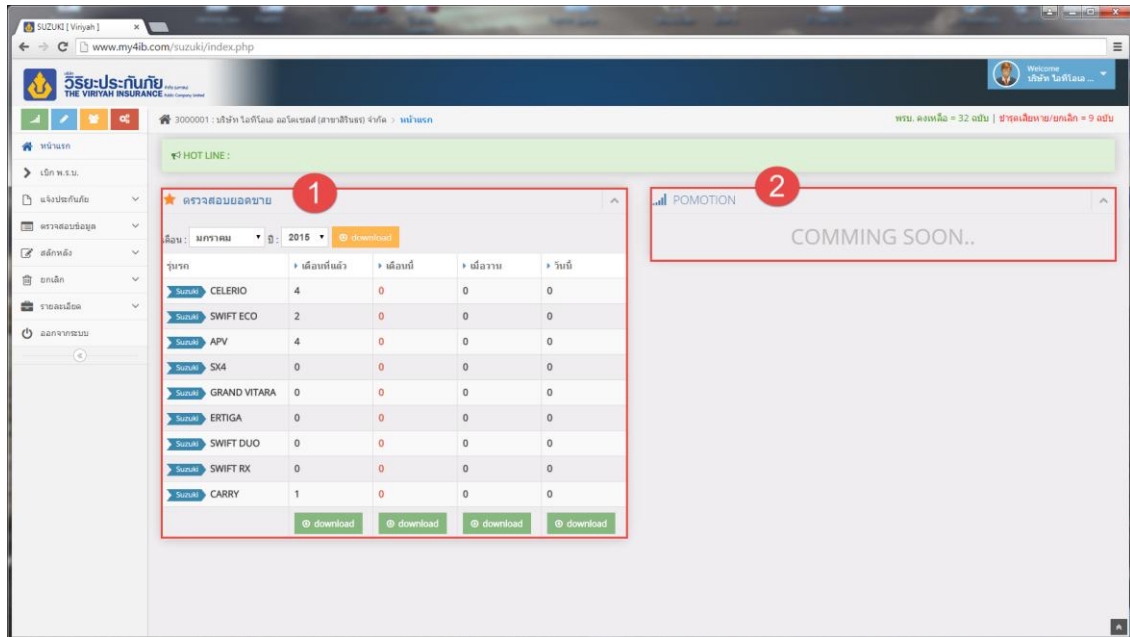 SUZUKI [ Viriyah ]
www.my4ib.com/suzuki/index.php
วิริยะประกันภัย
THE VIRIYAH INSURANCE
Welcome
บริษัท ไอทีโอเอ ...
3000001 : บริษัท ไอทีโอเอ ออโตเซลส์ (สาขาสิรินธร) จำกัด > หน้าแรก
พรบ. คงเหลือ = 32 ฉบับ | ชำรุดเสียหาย/ยกเลิก = 9 ฉบับ
หน้าแรก
เบิก พ.ร.บ.
แจ้งประกันภัย
ตรวจสอบข้อมูล
สลักหลัง
ยกเลิก
รายละเอียด
ออกจากระบบ
HOT LINE :
1
ตรวจสอบยอดขาย
เดือน : มกราคม ปี : 2015 download
รุ่นรถ เดือนที่แล้ว เดือนนี้ เมื่อวาน วันนี้
Suzuki CELERIO 4 0 0 0
Suzuki SWIFT ECO 2 0 0 0
Suzuki APV 4 0 0 0
Suzuki SX4 0 0 0 0
Suzuki GRAND VITARA 0 0 0 0
Suzuki ERTIGA 0 0 0 0
Suzuki SWIFT DUO 0 0 0 0
Suzuki SWIFT RX 0 0 0 0
Suzuki CARRY 1 0 0 0
download download download download
2
POMOTION
COMMING SOON..